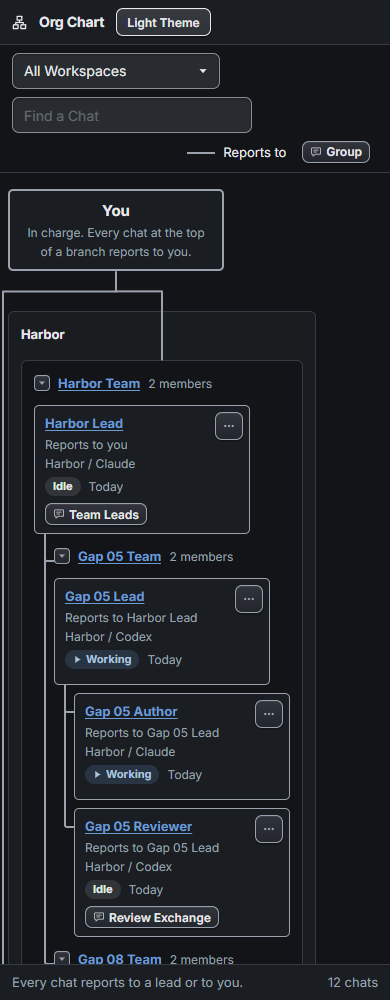 Org Chart Light Theme
All Workspaces
Find a Chat
Reports to Group
You
In charge. Every chat at the top
of a branch reports to you.
Harbor
Harbor Team 2 members
Harbor Lead
Reports to you
Harbor / Claude
Idle Today
Team Leads
Gap 05 Team 2 members
Gap 05 Lead
Reports to Harbor Lead
Harbor / Codex
Working Today
Gap 05 Author
Reports to Gap 05 Lead
Harbor / Claude
Working Today
Gap 05 Reviewer
Reports to Gap 05 Lead
Harbor / Codex
Idle Today
Review Exchange
Gap 08 Team 2 members
Every chat reports to a lead or to you. 12 chats